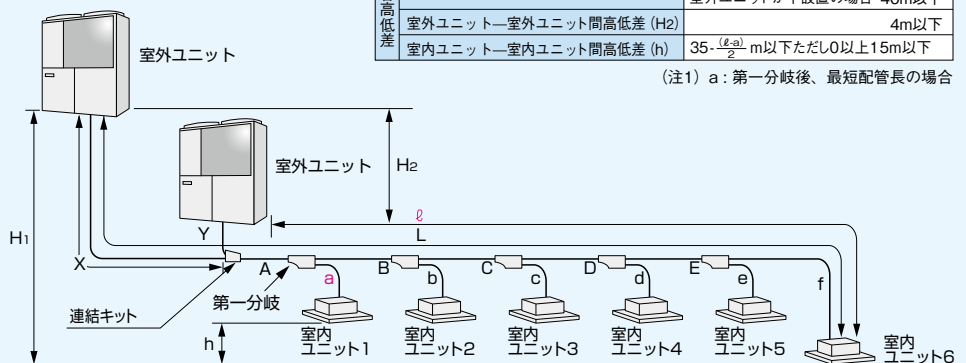 室外ユニットが下設置の場合 40m以下
高低差
室外ユニット―室外ユニット間高低差（H2）
4m以下
室内ユニット―室内ユニット間高低差（h）
35-(ℓ-a)/2 m以下ただし0以上15m以下
（注1）a：第一分岐後、最短配管長の場合
室外ユニット
室外ユニット
H2
H1
ℓ
L
Y
X
A
a
B
b
C
c
D
d
E
e
f
第一分岐
連結キット
h
室内
ユニット1
室内
ユニット2
室内
ユニット3
室内
ユニット4
室内
ユニット5
室内
ユニット6